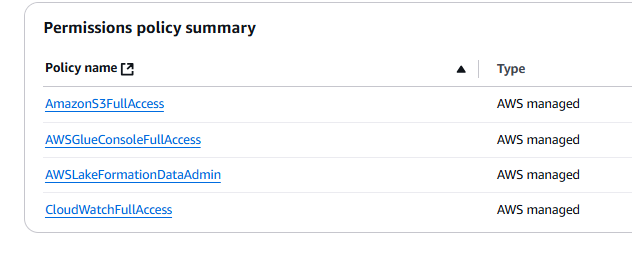 Permissions policy summary
Policy name Type
AmazonS3FullAccess AWS managed
AWSGlueConsoleFullAccess AWS managed
AWSLakeFormationDataAdmin AWS managed
CloudWatchFullAccess AWS managed